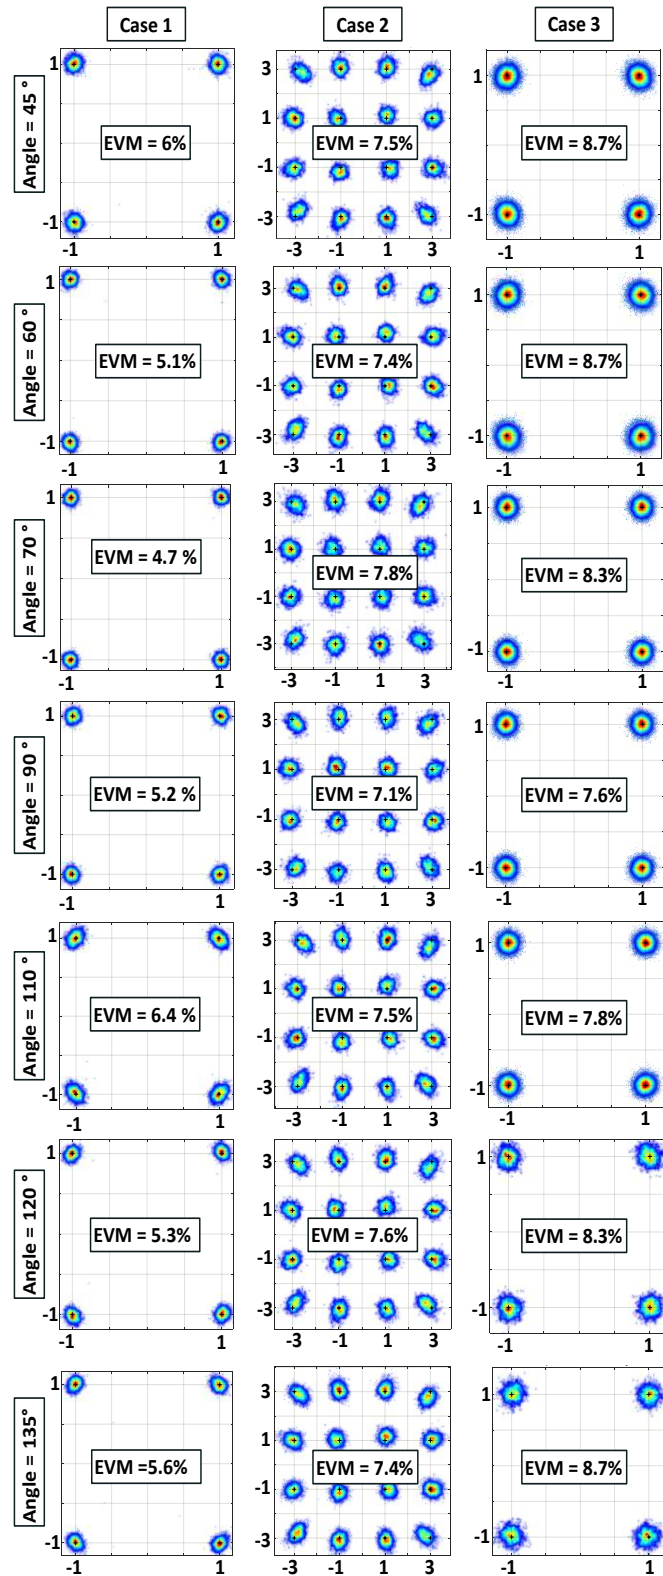 Case 1 Case 2 Case 3
Angle = 45 °
1 3 1
1
EVM = 6% EVM = 7.5% EVM = 8.7%
-1
-1 -3 -1
-1 1 -3 -1 1 3 -1 1
Angle = 60 °
1 3 1
1
EVM = 5.1% EVM = 7.4% EVM = 8.7%
-1
-1 -3 -1
-1 1 -3 -1 1 3 -1 1
Angle = 70 °
1 3 1
1
EVM = 4.7 % EVM = 7.8% EVM = 8.3%
-1
-1 -3 -1
-1 1 -3 -1 1 3 -1 1
Angle = 90 °
1 3 1
1
EVM = 5.2 % EVM = 7.1% EVM = 7.6%
-1
-1 -3 -1
-1 1 -3 -1 1 3 -1 1
Angle = 110 °
1 3 1
1
EVM = 6.4 % EVM = 7.5% EVM = 7.8%
-1
-1 -3 -1
-1 1 -3 -1 1 3 -1 1
Angle = 120 °
1 3 1
1
EVM = 5.3% EVM = 7.6% EVM = 8.3%
-1
-1 -3 -1
-1 1 -3 -1 1 3 -1 1
Angle = 135°
1 3 1
1
EVM =5.6% EVM = 7.4% EVM = 8.7%
-1
-1 -3 -1
-1 1 -3 -1 1 3 -1 1